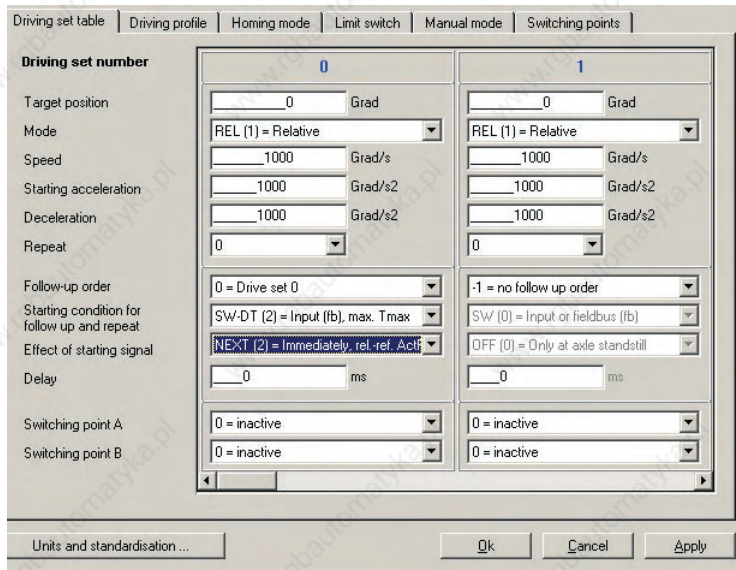 Driving set table Driving profile Homing mode Limit switch Manual mode Switching points
Driving set number 0 1
Target position 0 Grad 0 Grad
Mode REL (1) = Relative REL (1) = Relative
Speed 1000 Grad/s 1000 Grad/s
Starting acceleration 1000 Grad/s2 1000 Grad/s2
Deceleration 1000 Grad/s2 1000 Grad/s2
Repeat 0 0
Follow-up order 0 = Drive set 0 -1 = no follow up order
Starting condition for
follow up and repeat SW-DT (2) = Input (fb), max. Tmax SW (0) = Input or fieldbus (fb)
Effect of starting signal NEXT (2) = Immediately, rel.-ref. OFF (0) = Only at axle standstill
Delay 0 ms 0 ms
Switching point A 0 = inactive 0 = inactive
Switching point B 0 = inactive 0 = inactive
Units and standardisation ... Ok Cancel Apply
www.rgbautomatyka.pl